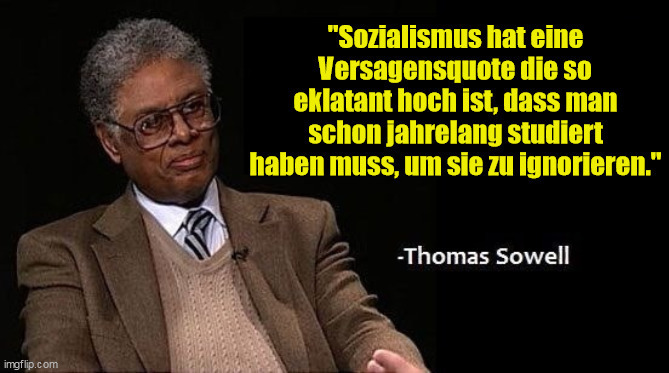 "Sozialismus hat eine
Versagensquote die so
eklatant hoch ist, dass man
schon jahrelang studiert
haben muss, um sie zu ignorieren."
-Thomas Sowell
imgflip.com